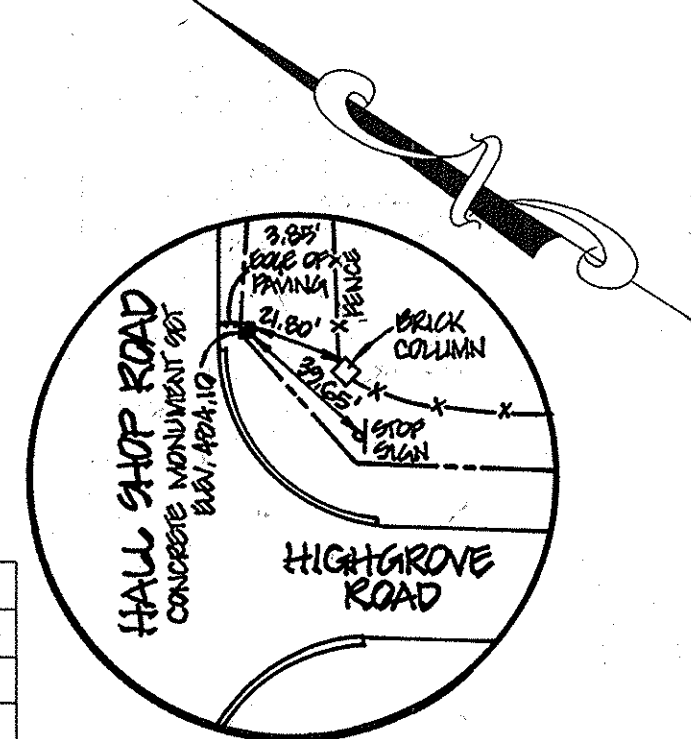 3.85'
EDGE OF
PAVING
FENCE
21.80'
BRICK
COLUMN
STOP
SIGN
HALL SHOP ROAD
CONCRETE MONUMENT SET
HIGHGROVE
ROAD